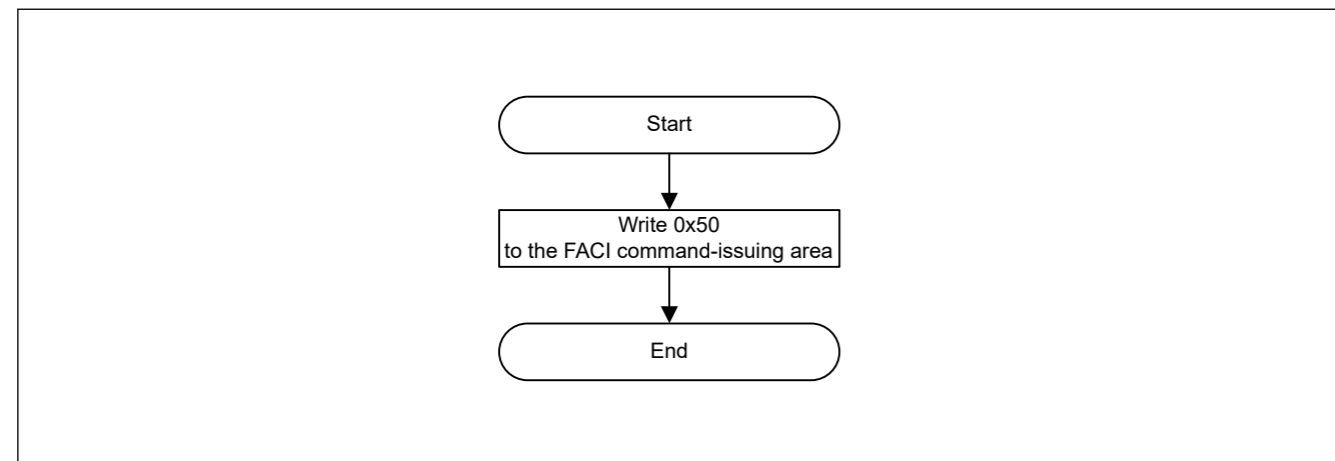 Start
Write 0x50
to the FACI command-issuing area
End